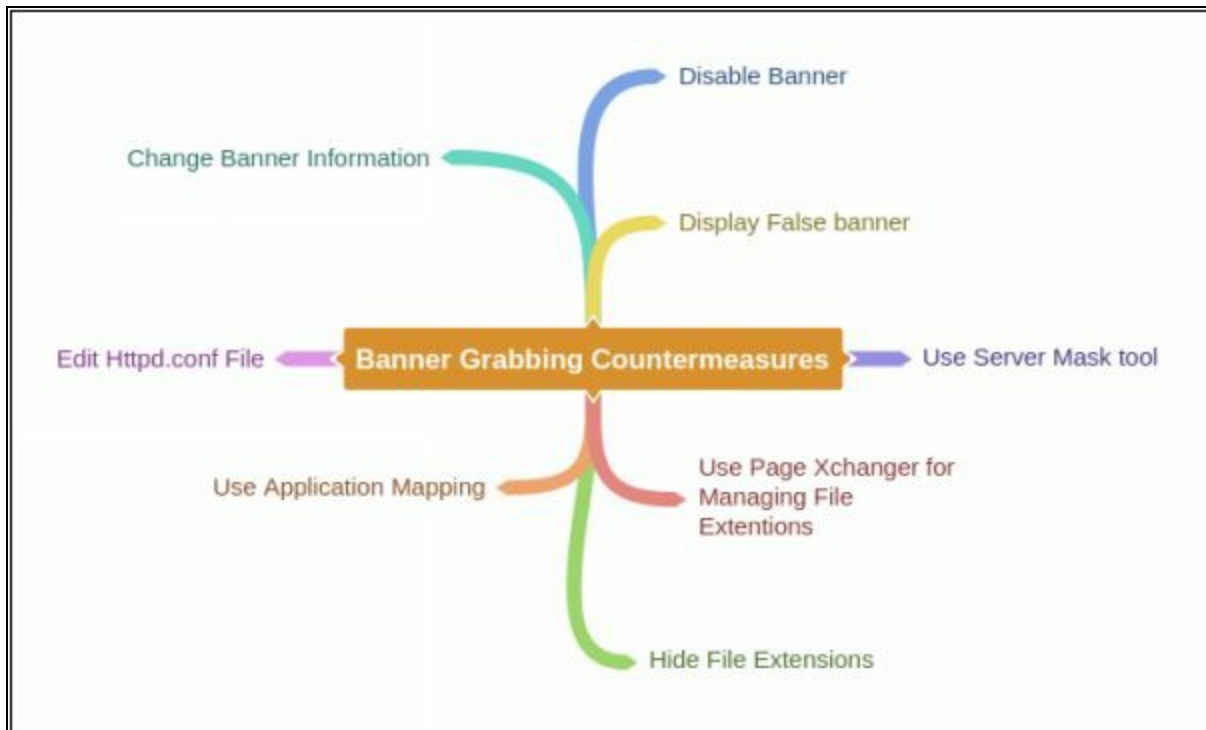 Disable Banner
Change Banner Information
Display False banner
Edit Httpd.conf File
Banner Grabbing Countermeasures
Use Server Mask tool
Use Application Mapping
Use Page Xchanger for
Managing File
Extentions
Hide File Extensions